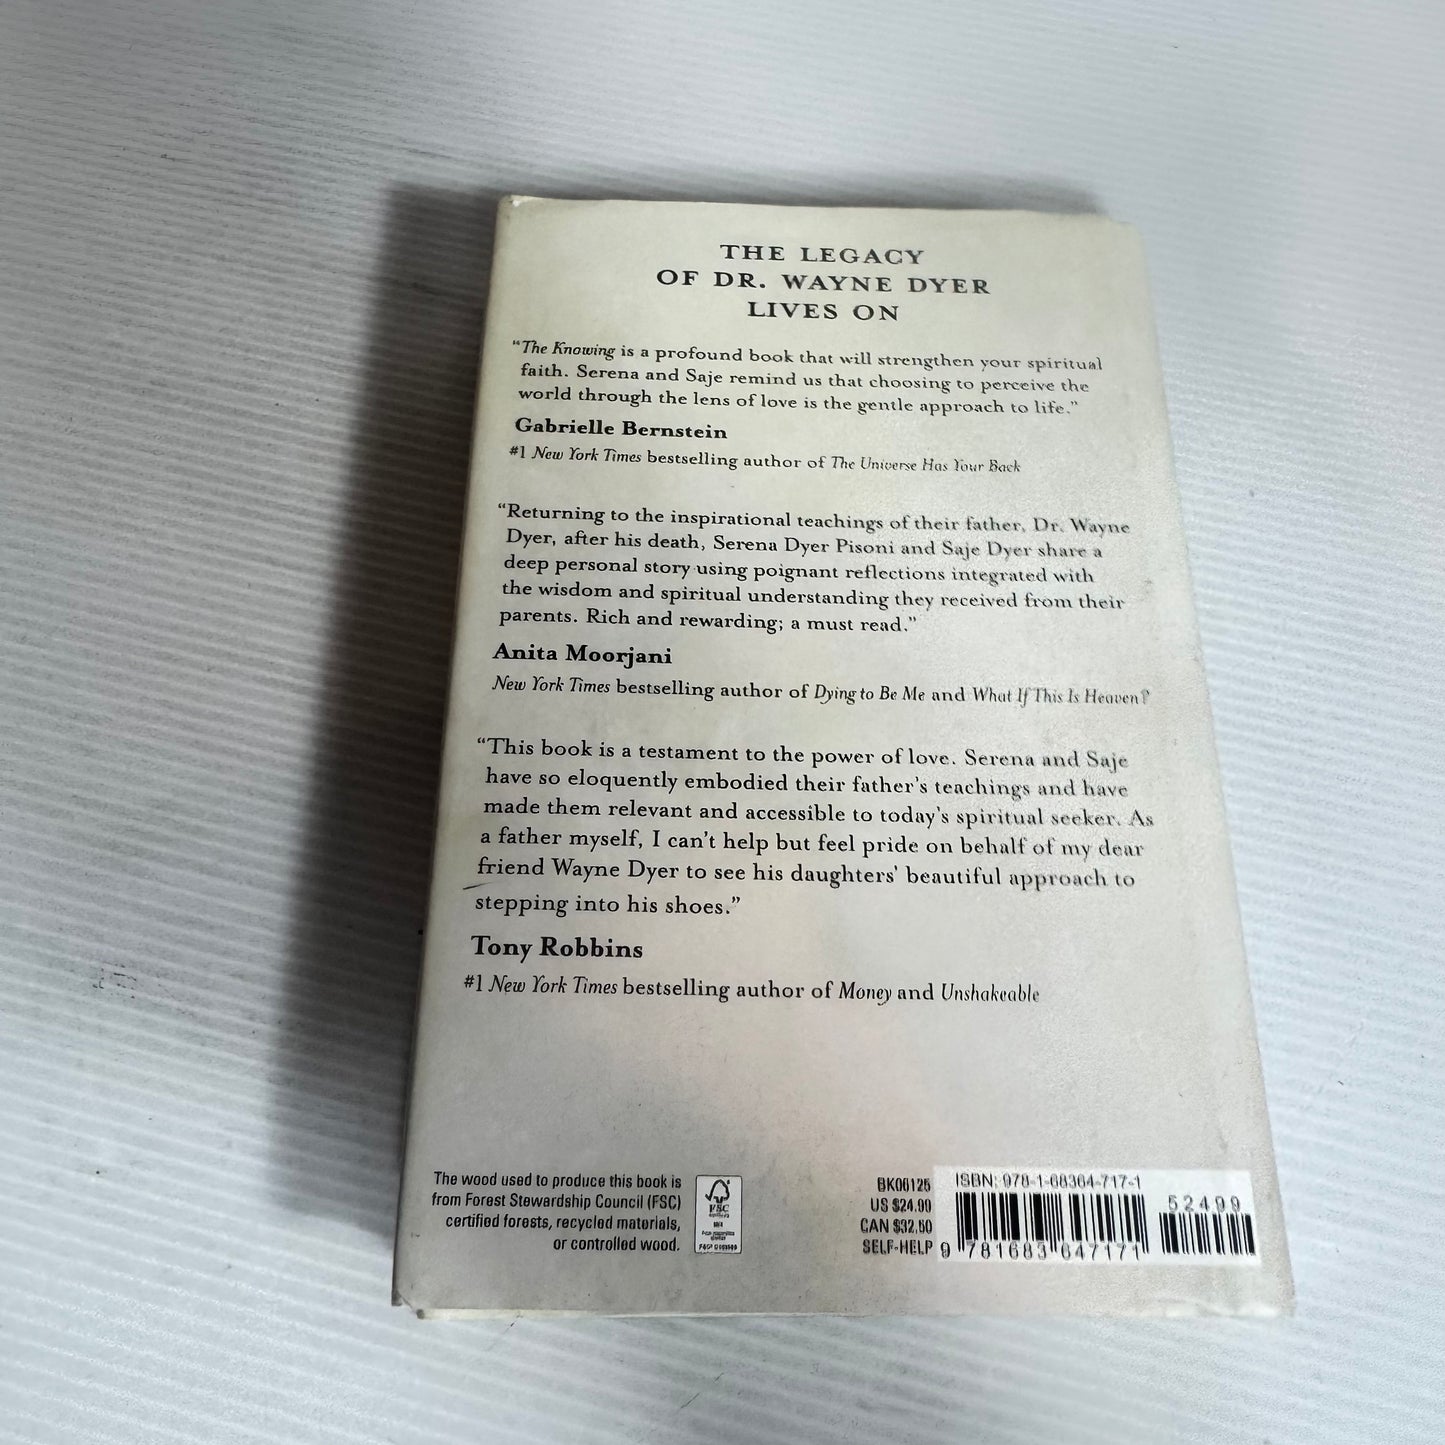 THE LEGACY
OF DR. WAYNE DYER
LIVES ON
“The Knowing is a profound book that will strengthen your spiritual
faith. Serena and Saje remind us that choosing to perceive the
world through the lens of love is the gentle approach to life.”
Gabrielle Bernstein
#1 New York Times bestselling author of The Universe Has Your Back
“Returning to the inspirational teachings of their father, Dr. Wayne
Dyer, after his death, Serena Dyer Pisoni and Saje Dyer share a
deep personal story using poignant reflections integrated with
the wisdom and spiritual understanding they received from their
parents. Rich and rewarding; a must read.”
Anita Moorjani
New York Times bestselling author of Dying to Be Me and What If This Is Heaven?
“This book is a testament to the power of love. Serena and Saje
have so eloquently embodied their father’s teachings and have
made them relevant and accessible to today’s spiritual seeker. As
a father myself, I can’t help but feel pride on behalf of my dear
friend Wayne Dyer to see his daughters’ beautiful approach to
stepping into his shoes.”
Tony Robbins
#1 New York Times bestselling author of Money and Unshakeable
The wood used to produce this book is
from Forest Stewardship Council (FSC)
certified forests, recycled materials,
or controlled wood.
FSC
BK06125
US $24.99
CAN $32.50
SELF-HELP
ISBN: 978-1-68364-717-1
52499
9 781683 647171